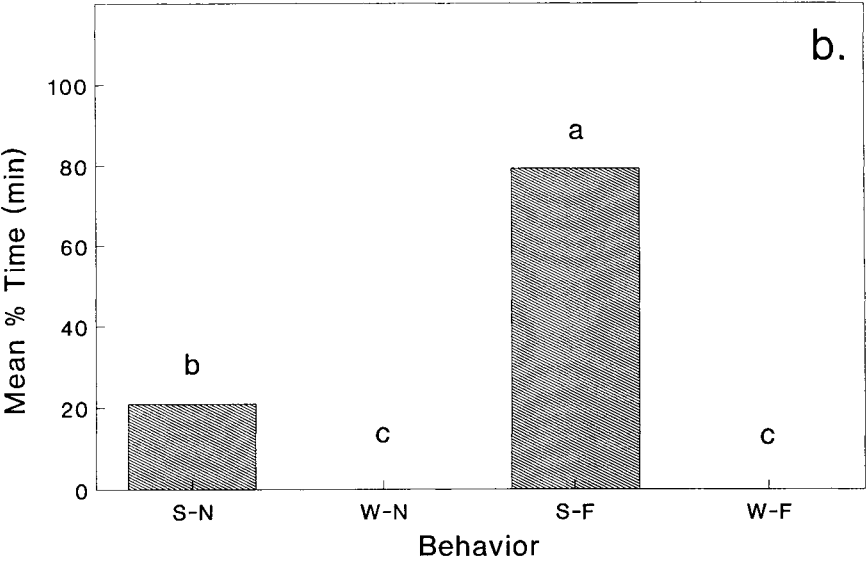 b.
100
80
60
40
20
0
Mean % Time (min)
a
b
c
c
S-N
W-N
S-F
W-F
Behavior